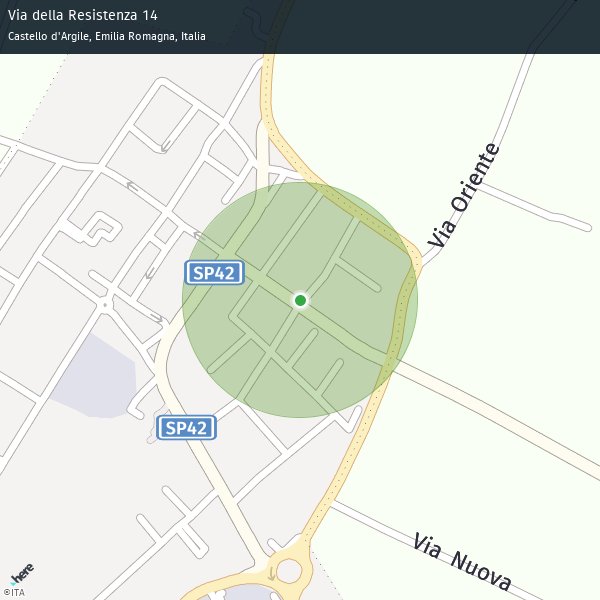 Via della Resistenza 14
Castello d'Argile, Emilia Romagna, Italia
Via Oriente
SP42
SP42
Via Nuova
here
©ITA